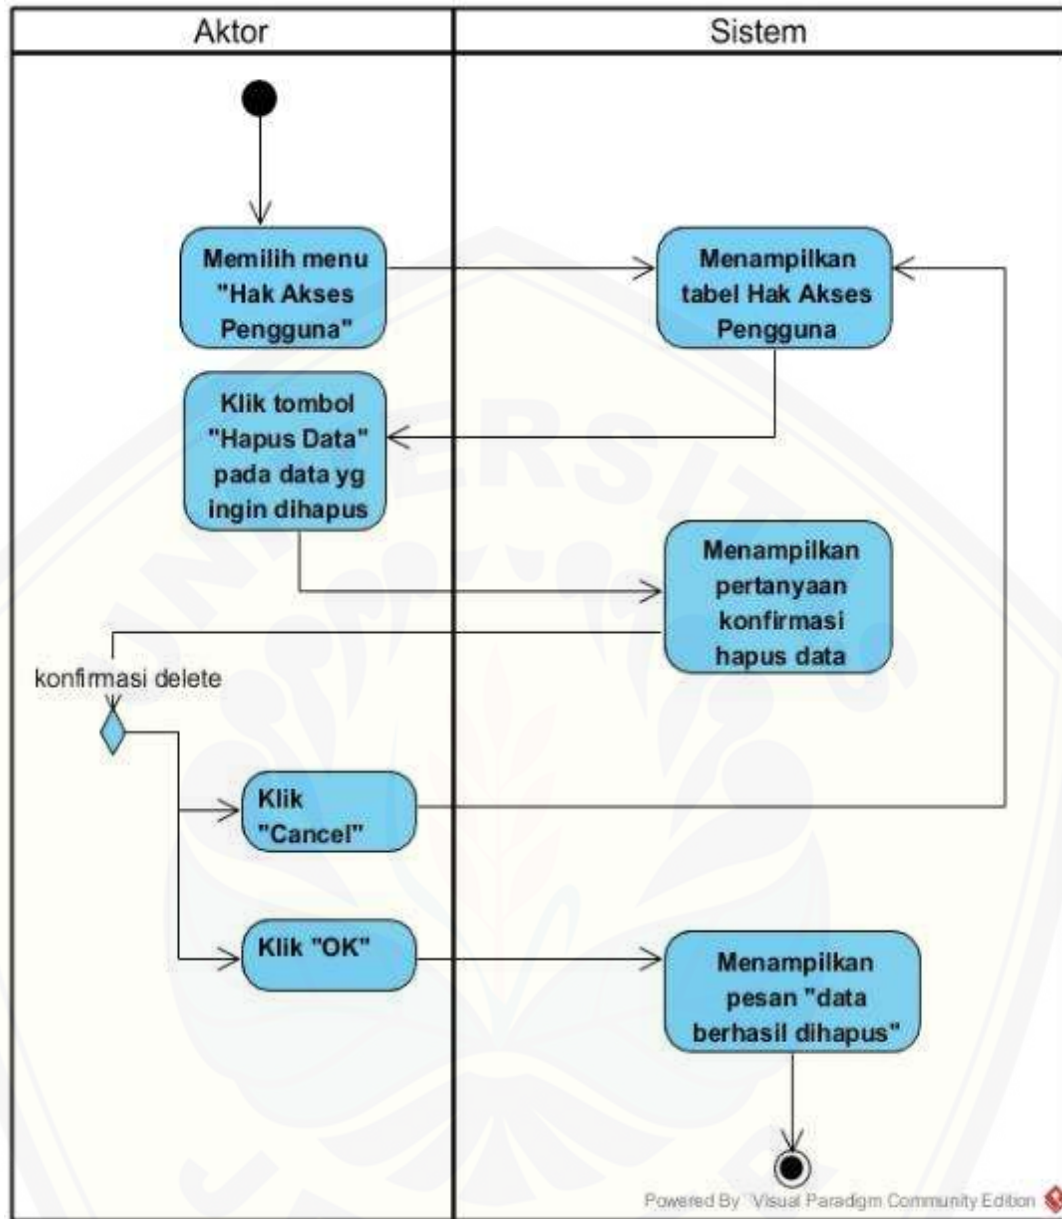 Aktor
Sistem
Memilih menu
"Hak Akses
Pengguna"
Menampilkan
tabel Hak Akses
Pengguna
Klik tombol
"Hapus Data"
pada data yg
ingin dihapus
Menampilkan
pertanyaan
konfirmasi
hapus data
konfirmasi delete
Klik
"Cancel"
Klik "OK"
Menampilkan
pesan "data
berhasil dihapus"
Powered By Visual Paradigm Community Edition
UNIVERSITAS